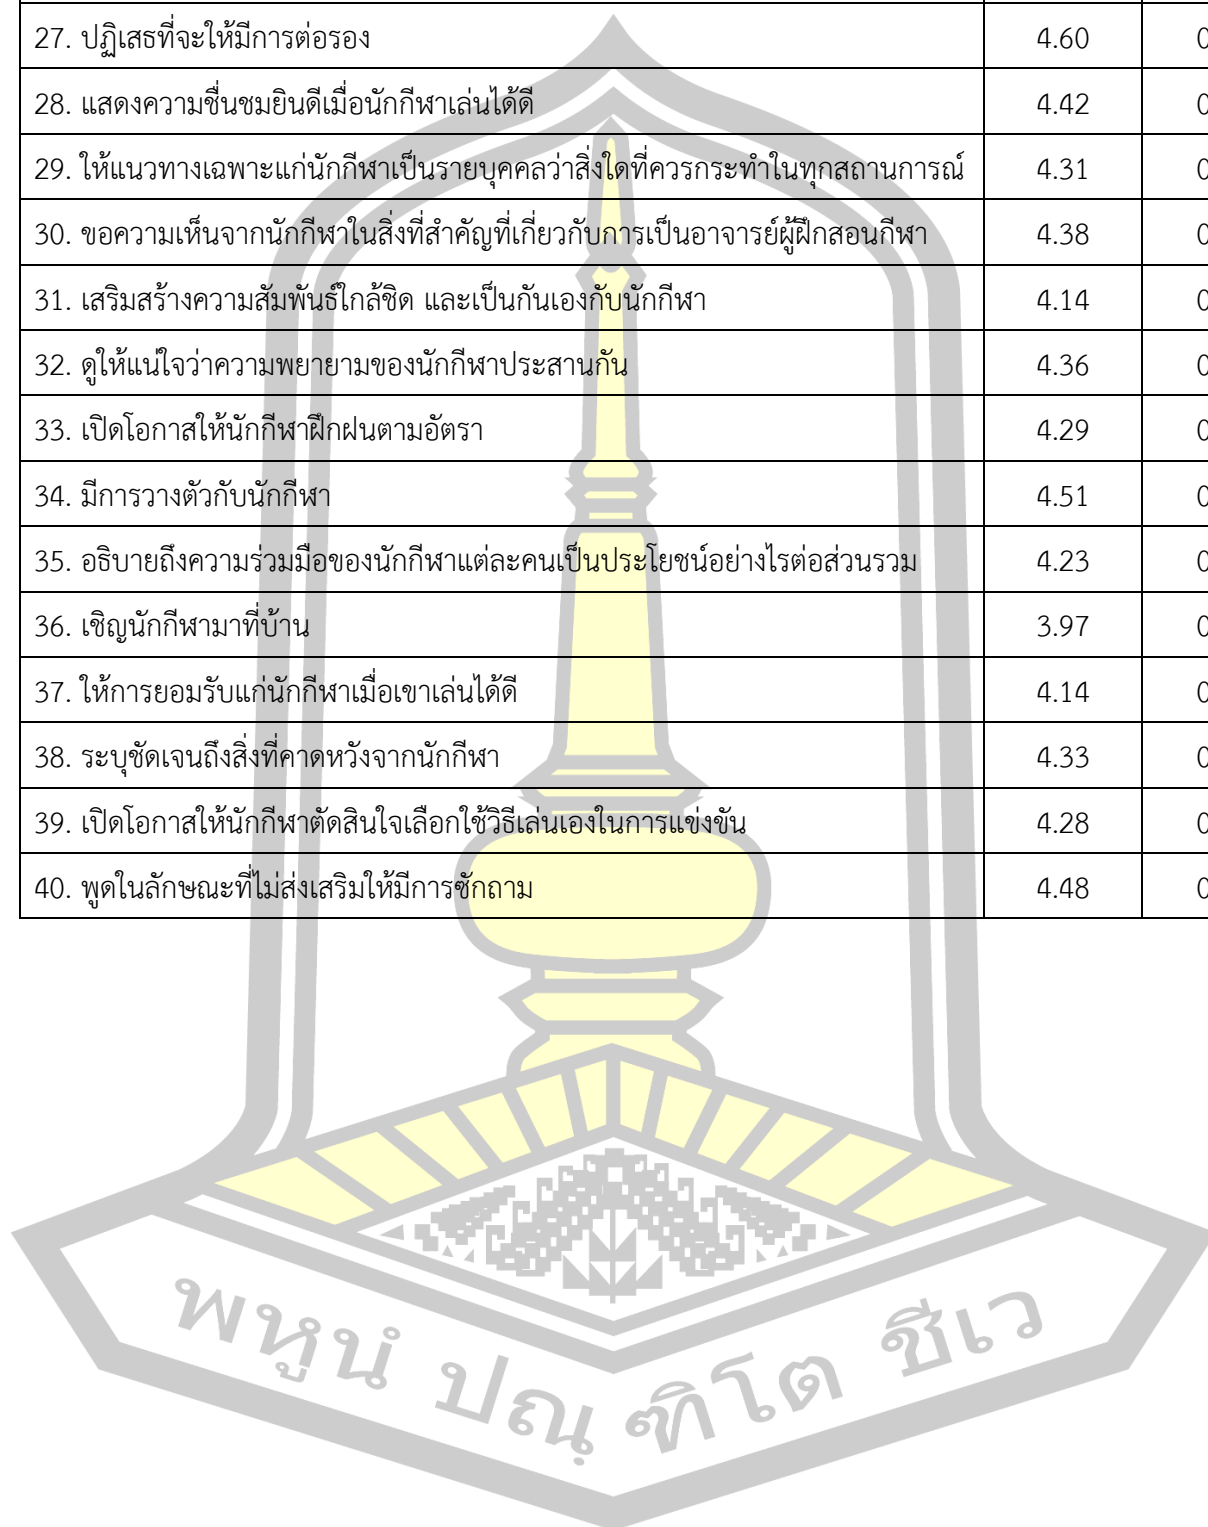 27. ปฏิเสธที่จะให้มีการต่อรอง 4.60 0
28. แสดงความชื่นชมยินดีเมื่อนักกีฬาเล่นได้ดี 4.42 0
29. ให้แนวทางเฉพาะแก่นักกีฬาเป็นรายบุคคลว่าสิ่งใดที่ควรกระทำในทุกสถานการณ์ 4.31 0
30. ขอความเห็นจากนักกีฬาในสิ่งที่สำคัญที่เกี่ยวกับการเป็นอาจารย์ผู้ฝึกสอนกีฬา 4.38 0
31. เสริมสร้างความสัมพันธ์ใกล้ชิด และเป็นกันเองกับนักกีฬา 4.14 0
32. ดูให้แน่ใจว่าความพยายามของนักกีฬาประสานกัน 4.36 0
33. เปิดโอกาสให้นักกีฬาฝึกฝนตามอัตรา 4.29 0
34. มีการวางตัวกับนักกีฬา 4.51 0
35. อธิบายถึงความร่วมมือของนักกีฬาแต่ละคนเป็นประโยชน์อย่างไรต่อส่วนรวม 4.23 0
36. เชิญนักกีฬามาที่บ้าน 3.97 0
37. ให้การยอมรับแก่นักกีฬาเมื่อเขาเล่นได้ดี 4.14 0
38. ระบุชัดเจนถึงสิ่งที่คาดหวังจากนักกีฬา 4.33 0
39. เปิดโอกาสให้นักกีฬาตัดสินใจเลือกใช้วิธีเล่นเองในการแข่งขัน 4.28 0
40. พูดในลักษณะที่ไม่ส่งเสริมให้มีการซักถาม 4.48 0
พหูนํ ปณฺฑิโต ชีเว